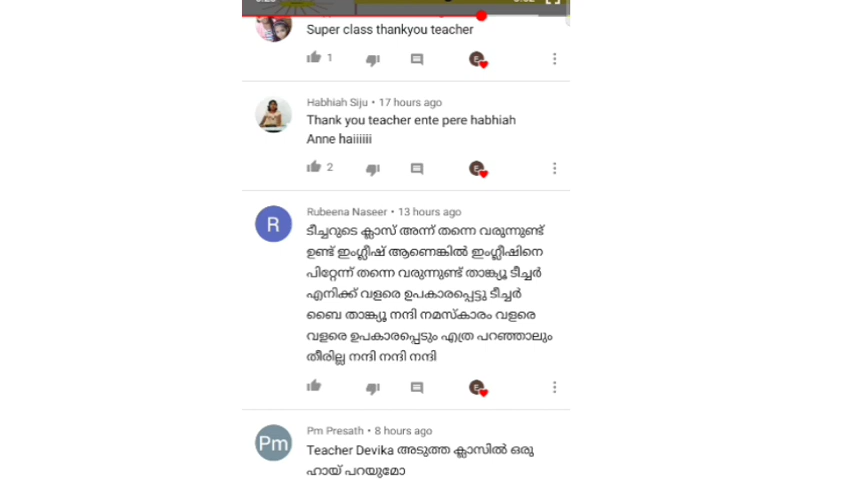 Super class thankyou teacher
1
Habhiah Siju • 17 hours ago
Thank you teacher ente pere habhiah
Anne haiiiiii
2
R
Rubeena Naseer • 13 hours ago
ടീച്ചറുടെ ക്ലാസ് അന്ന് തന്നെ വരുന്നുണ്ട്
ഉണ്ട് ഇംഗ്ലീഷ് ആണെങ്കിൽ ഇംഗ്ലീഷിനെ
പിറ്റേന്ന് തന്നെ വരുന്നുണ്ട് താങ്ക്യൂ ടീച്ചർ
എനിക്ക് വളരെ ഉപകാരപ്പെട്ടു ടീച്ചർ
ബൈ താങ്ക്യൂ നന്ദി നമസ്കാരം വളരെ
വളരെ ഉപകാരപ്പെടും എത്ര പറഞ്ഞാലും
തീരില്ല നന്ദി നന്ദി നന്ദി
Pm
Pm Presath • 8 hours ago
Teacher Devika അടുത്ത ക്ലാസിൽ ഒരു
ഹായ് പറയുമോ